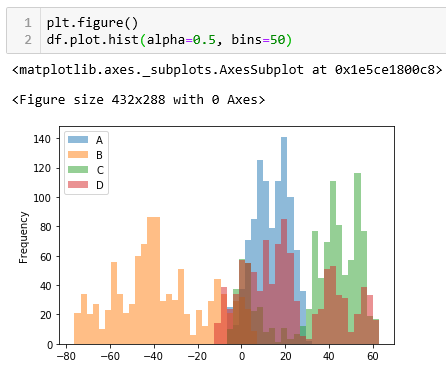 1 plt.figure()
2 df.plot.hist(alpha=0.5, bins=50)
<matplotlib.axes._subplots.AxesSubplot at 0x1e5ce1800c8>
<Figure size 432x288 with 0 Axes>
A
B
C
D
Frequency
140
120
100
80
60
40
20
0
−80 −60 −40 −20 0 20 40 60